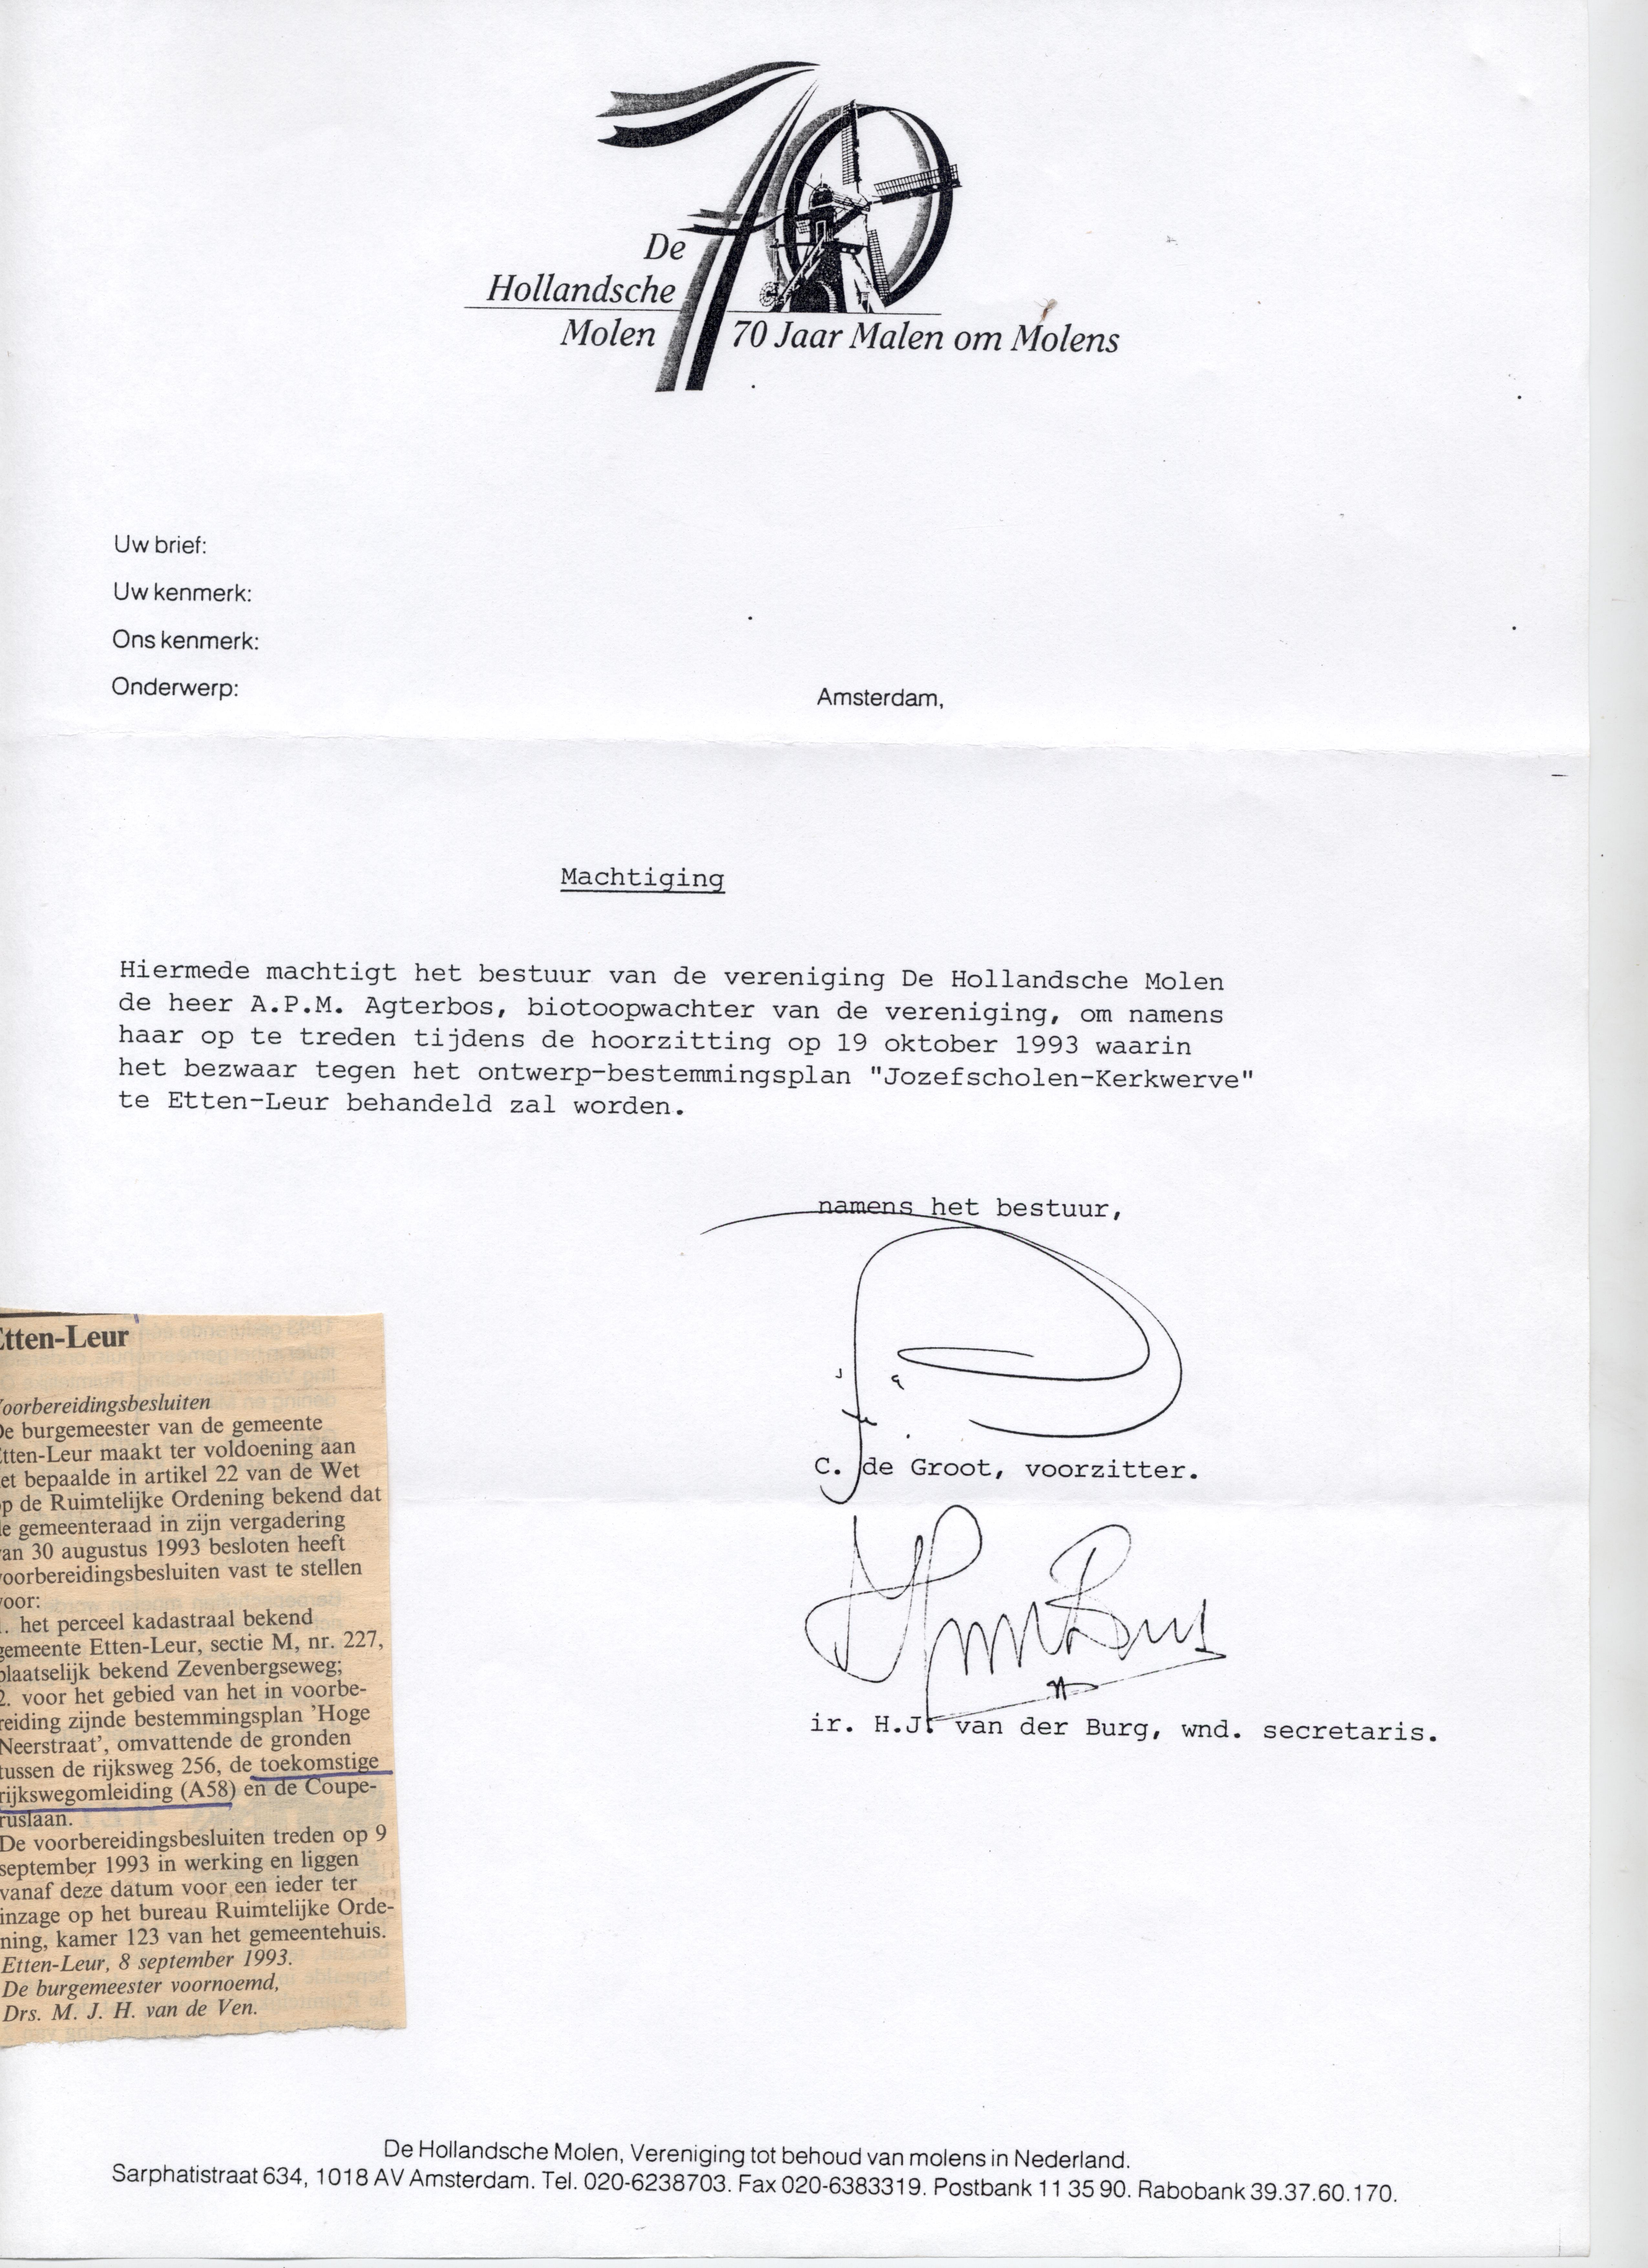 De
Hollandsche
Molen
70 Jaar Malen om Molens
Uw brief:
Uw kenmerk:
Ons kenmerk:
Onderwerp:
Amsterdam,
Machtiging
Hiermede machtigt het bestuur van de vereniging De Hollandsche Molen
de heer A.P.M. Agterbos, biotoopwachter van de vereniging, om namens
haar op te treden tijdens de hoorzitting op 19 oktober 1993 waarin
het bezwaar tegen het ontwerp-bestemmingsplan "Jozefscholen-Kerkwerve"
te Etten-Leur behandeld zal worden.
namens het bestuur,
C. de Groot, voorzitter.
ir. H.J. van der Burg, wnd. secretaris.
Etten-Leur
oorbereidingsbesluiten
De burgemeester van de gemeente
tten-Leur maakt ter voldoening aan
et bepaalde in artikel 22 van de Wet
op de Ruimtelijke Ordening bekend dat
de gemeenteraad in zijn vergadering
an 30 augustus 1993 besloten heeft
oorbereidingsbesluiten vast te stellen
oor:
. het perceel kadastraal bekend
gemeente Etten-Leur, sectie M, nr. 227,
plaatselijk bekend Zevenbergseweg;
2. voor het gebied van het in voorbe-
reiding zijnde bestemmingsplan 'Hoge
Neerstraat', omvattende de gronden
tussen de rijksweg 256, de toekomstige
rijkswegomleiding (A58) en de Coupe-
ruslaan.
De voorbereidingsbesluiten treden op 9
september 1993 in werking en liggen
vanaf deze datum voor een ieder ter
inzage op het bureau Ruimtelijke Orde-
ning, kamer 123 van het gemeentehuis.
Etten-Leur, 8 september 1993.
De burgemeester voornoemd,
Drs. M. J. H. van de Ven.
De Hollandsche Molen, Vereniging tot behoud van molens in Nederland.
Sarphatistraat 634, 1018 AV Amsterdam. Tel. 020-6238703. Fax 020-6383319. Postbank 11 35 90. Rabobank 39.37.60.170.